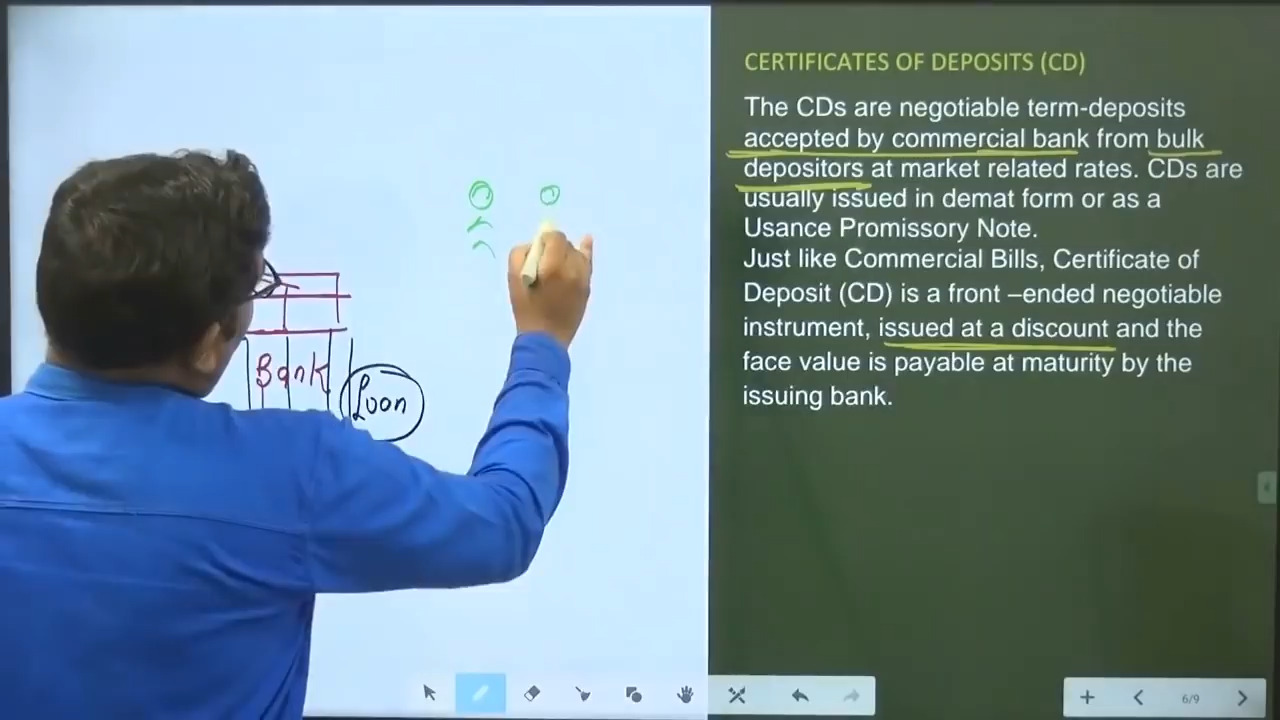 CERTIFICATES OF DEPOSITS (CD)
The CDs are negotiable term-deposits
accepted by commercial bank from bulk
depositors at market related rates. CDs are
usually issued in demat form or as a
Usance Promissory Note.
Just like Commercial Bills, Certificate of
Deposit (CD) is a front –ended negotiable
instrument, issued at a discount and the
face value is payable at maturity by the
issuing bank.
Bank
Loan
6/9